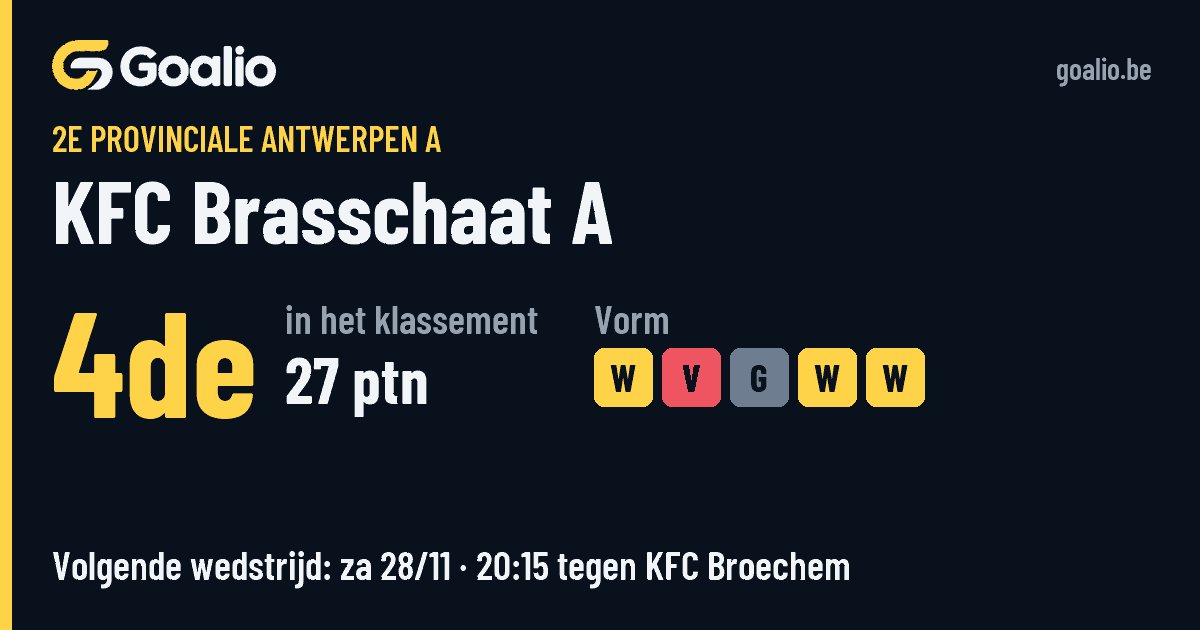 Goalio
goalio.be
2E PROVINCIALE ANTWERPEN A
KFC Brasschaat A
4de
in het klassement
27 ptn
Vorm
W V G W W
Volgende wedstrijd: za 28/11 · 20:15 tegen KFC Broechem